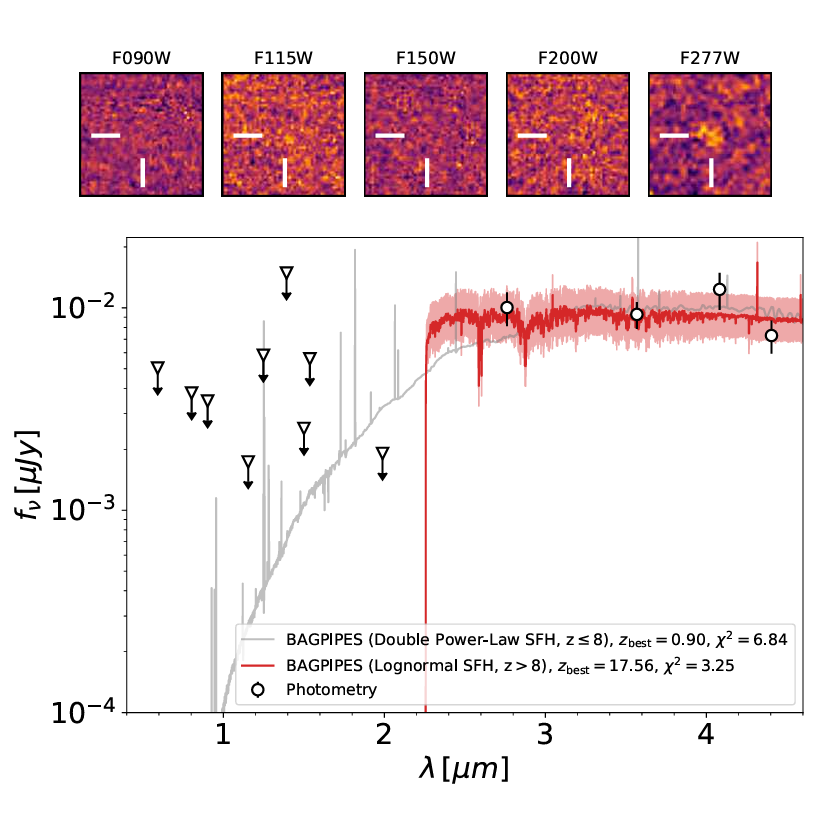 F090W F115W F150W F200W F277W
10⁻²
10⁻³
10⁻⁴
f_ν [μJy]
BAGPIPES (Double Power-Law SFH, z ≤ 8), z_best = 0.90, χ² = 6.84
BAGPIPES (Lognormal SFH, z > 8), z_best = 17.56, χ² = 3.25
Photometry
1 2 3 4
λ [μm]